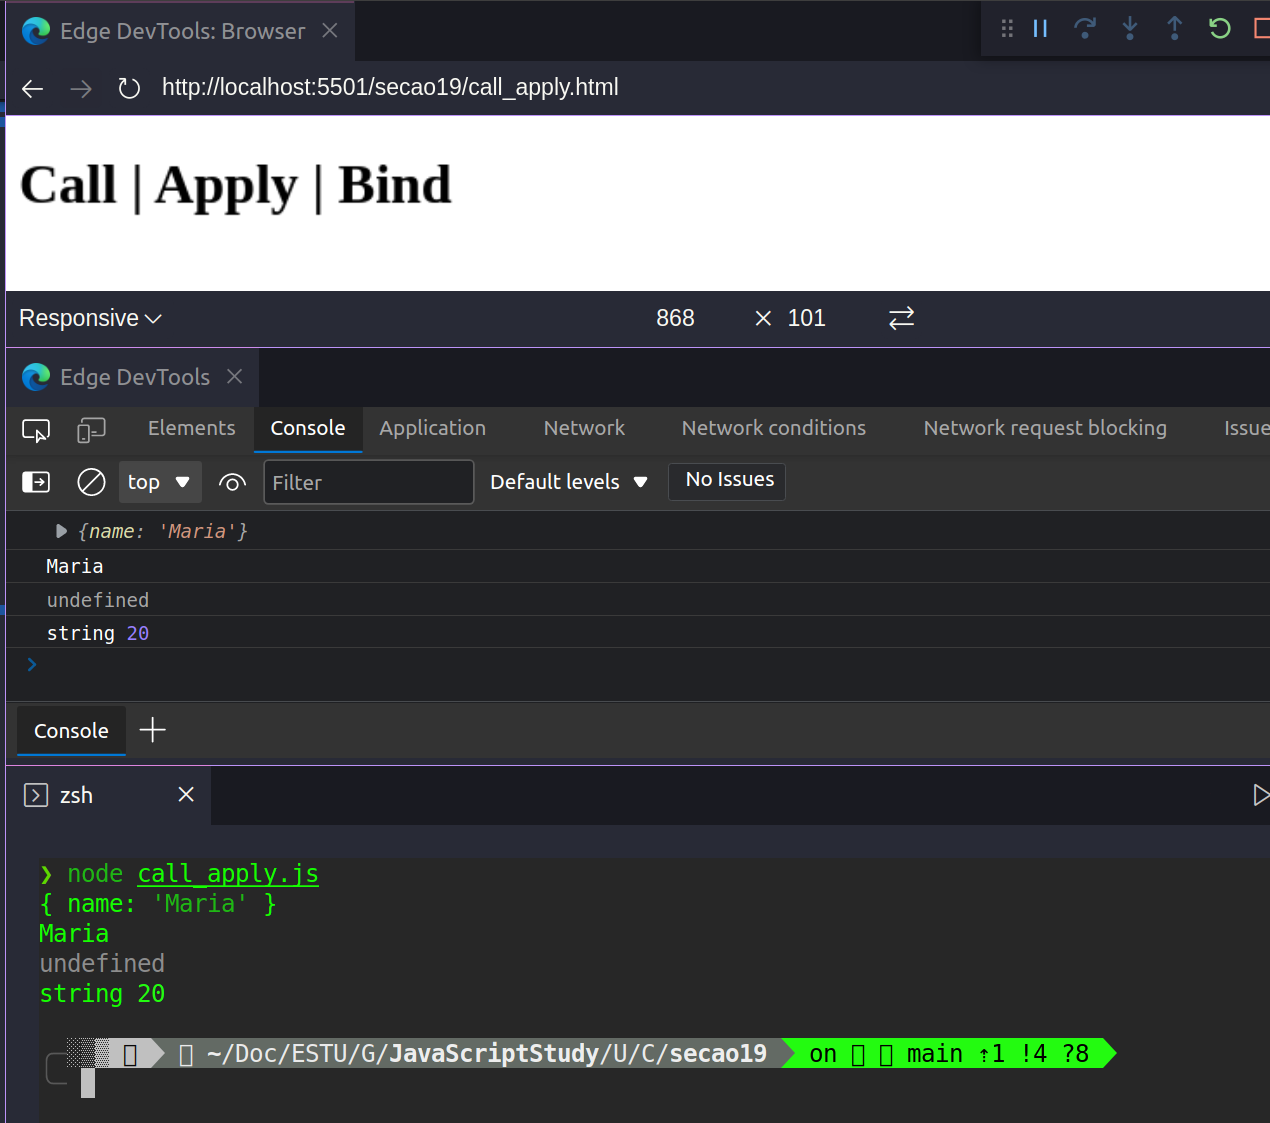 Edge DevTools: Browser
http://localhost:5501/secao19/call_apply.html
Call | Apply | Bind
Responsive 868 × 101
Edge DevTools
Elements Console Application Network Network conditions Network request blocking Issue
top Filter Default levels No Issues
{name: 'Maria'}
Maria
undefined
string 20
Console
zsh
❯ node call_apply.js
{ name: 'Maria' }
Maria
undefined
string 20
~/Doc/ESTU/G/JavaScriptStudy/U/C/secao19 on main ⇡1 !4 ?8